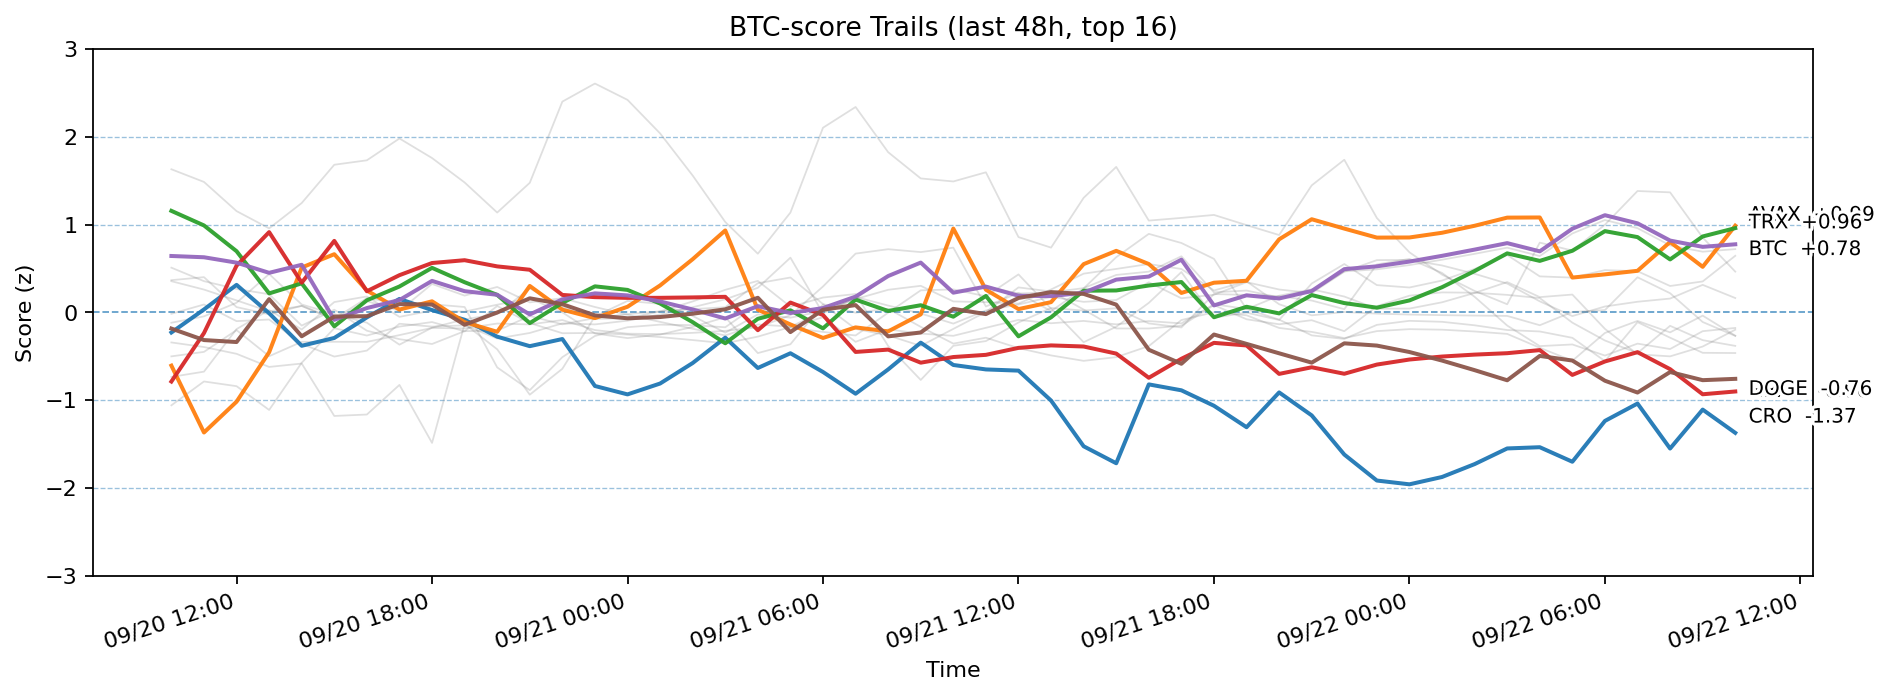 BTC-score Trails (last 48h, top 16)
Score (z)
3
2
1
0
−1
−2
−3
TRX +0.96
BTC +0.78
DOGE -0.76
CRO -1.37
09/20 12:00
09/20 18:00
09/21 00:00
09/21 06:00
09/21 12:00
09/21 18:00
09/22 00:00
09/22 06:00
09/22 12:00
Time